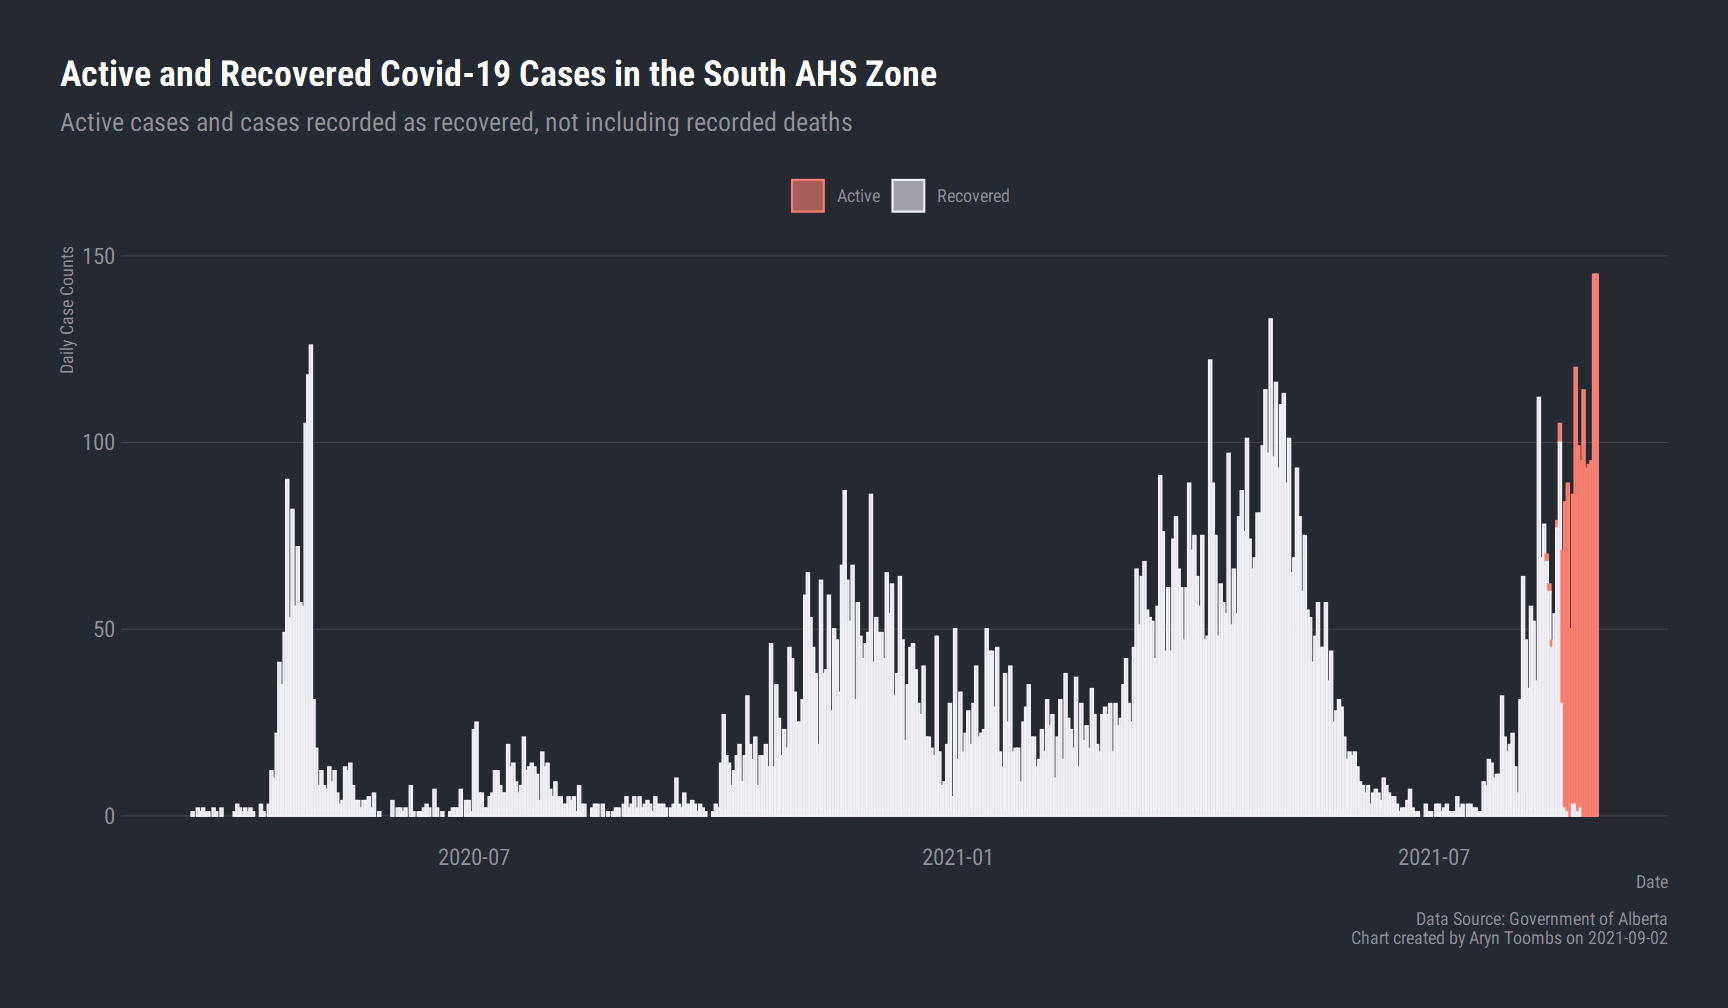 Active and Recovered Covid-19 Cases in the South AHS Zone
Active cases and cases recorded as recovered, not including recorded deaths
Active
Recovered
Daily Case Counts
150
100
50
0
2020-07
2021-01
2021-07
Date
Data Source: Government of Alberta
Chart created by Aryn Toombs on 2021-09-02